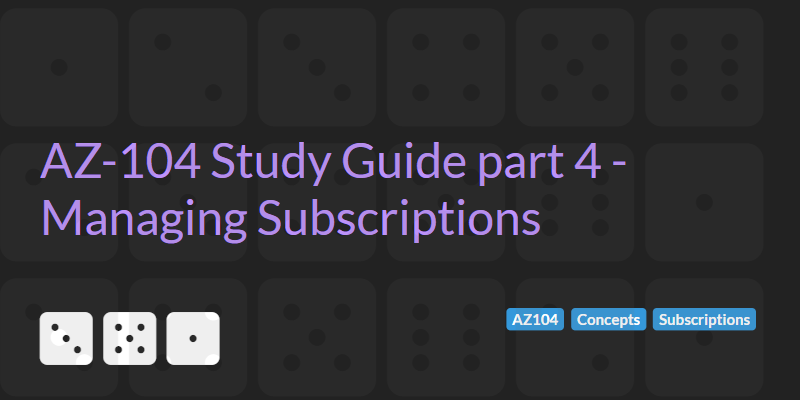 AZ-104 Study Guide part 4 -
Managing Subscriptions
AZ104 Concepts Subscriptions